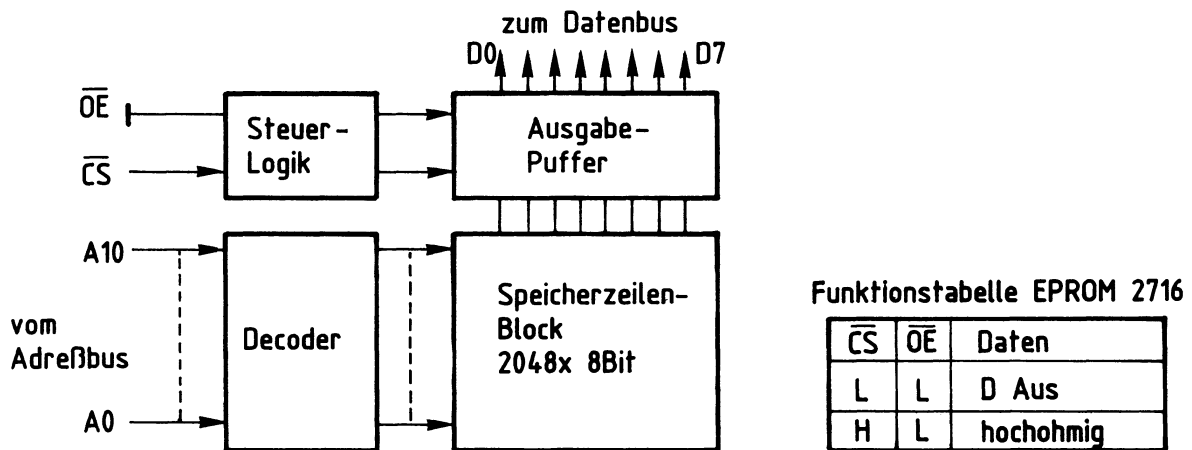 zum Datenbus
D0 D7
OE
Steuer-
Logik
CS
Ausgabe-
Puffer
A10
vom
Adreßbus
A0
Decoder
Speicherzeilen-
Block
2048x 8Bit
Funktionstabelle EPROM 2716
CS OE Daten
L L D Aus
H L hochohmig